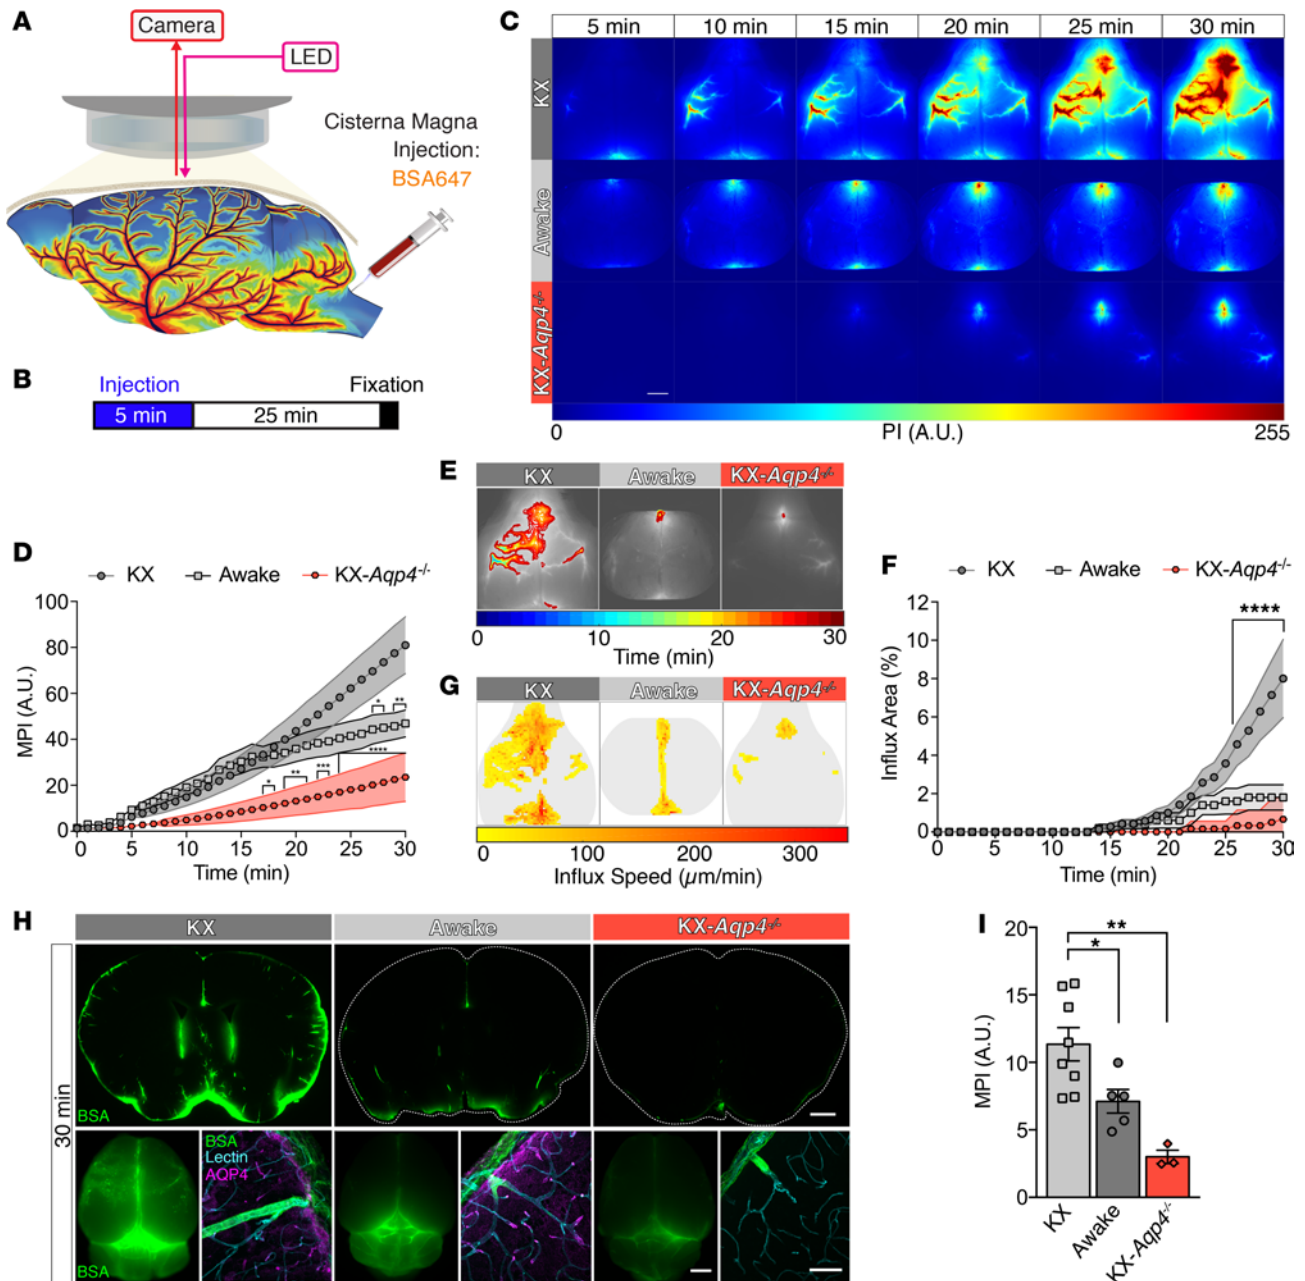 A
Camera
LED
Cisterna Magna
Injection:
BSA647
B
Injection
Fixation
5 min
25 min
C
5 min 10 min 15 min 20 min 25 min 30 min
KX
Awake
KX-Aqp4-/-
0 PI (A.U.) 255
D
KX Awake KX-Aqp4-/-
100
80
60
40
20
0
MPI (A.U.)
* **
****
* ** ***
0 5 10 15 20 25 30
Time (min)
E
KX Awake KX-Aqp4-/-
0 10 20 30
Time (min)
F
KX Awake KX-Aqp4-/-
12
10
8
6
4
2
0
Influx Area (%)
****
0 5 10 15 20 25 30
Time (min)
G
KX Awake KX-Aqp4-/-
0 100 200 300
Influx Speed (µm/min)
H
KX Awake KX-Aqp4-/-
30 min
BSA
BSA
Lectin
AQP4
BSA
I
20
15
10
5
0
MPI (A.U.)
**
*
KX
Awake
KX-Aqp4-/-